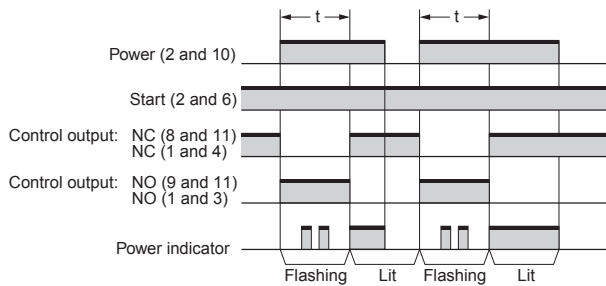 t t
Power (2 and 10)
Start (2 and 6)
Control output: NC (8 and 11)
NC (1 and 4)
Control output: NO (9 and 11)
NO (1 and 3)
Power indicator
Flashing Lit Flashing Lit